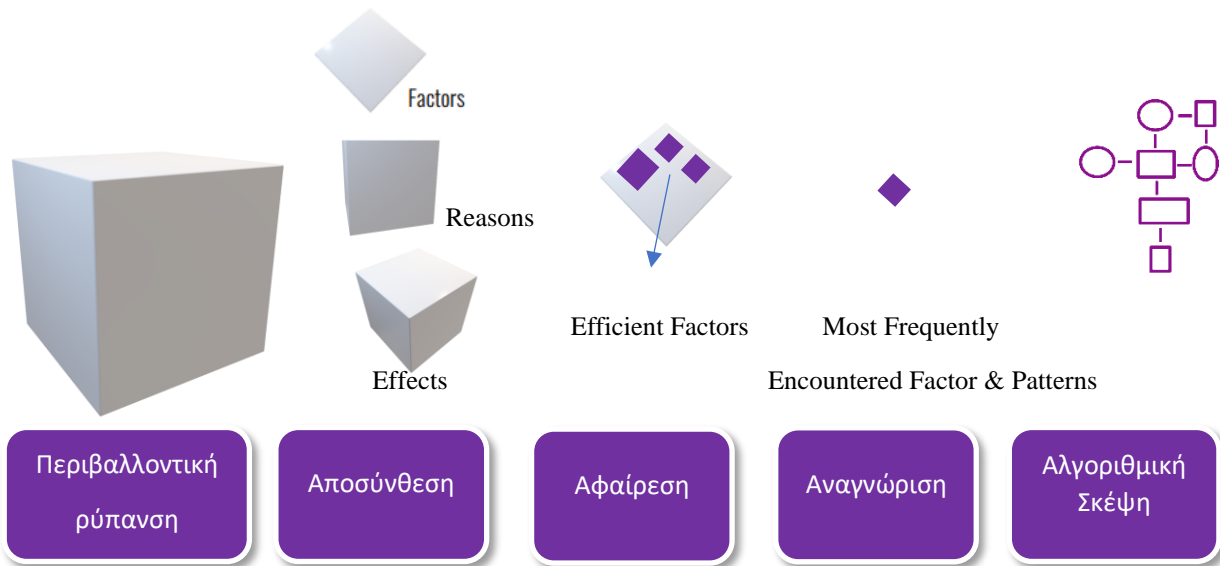 Factors
Reasons
Effects
Efficient Factors
Most Frequently
Encountered Factor & Patterns
Περιβαλλοντική
ρύπανση
Αποσύνθεση
Αφαίρεση
Αναγνώριση
Αλγοριθμική
Σκέψη